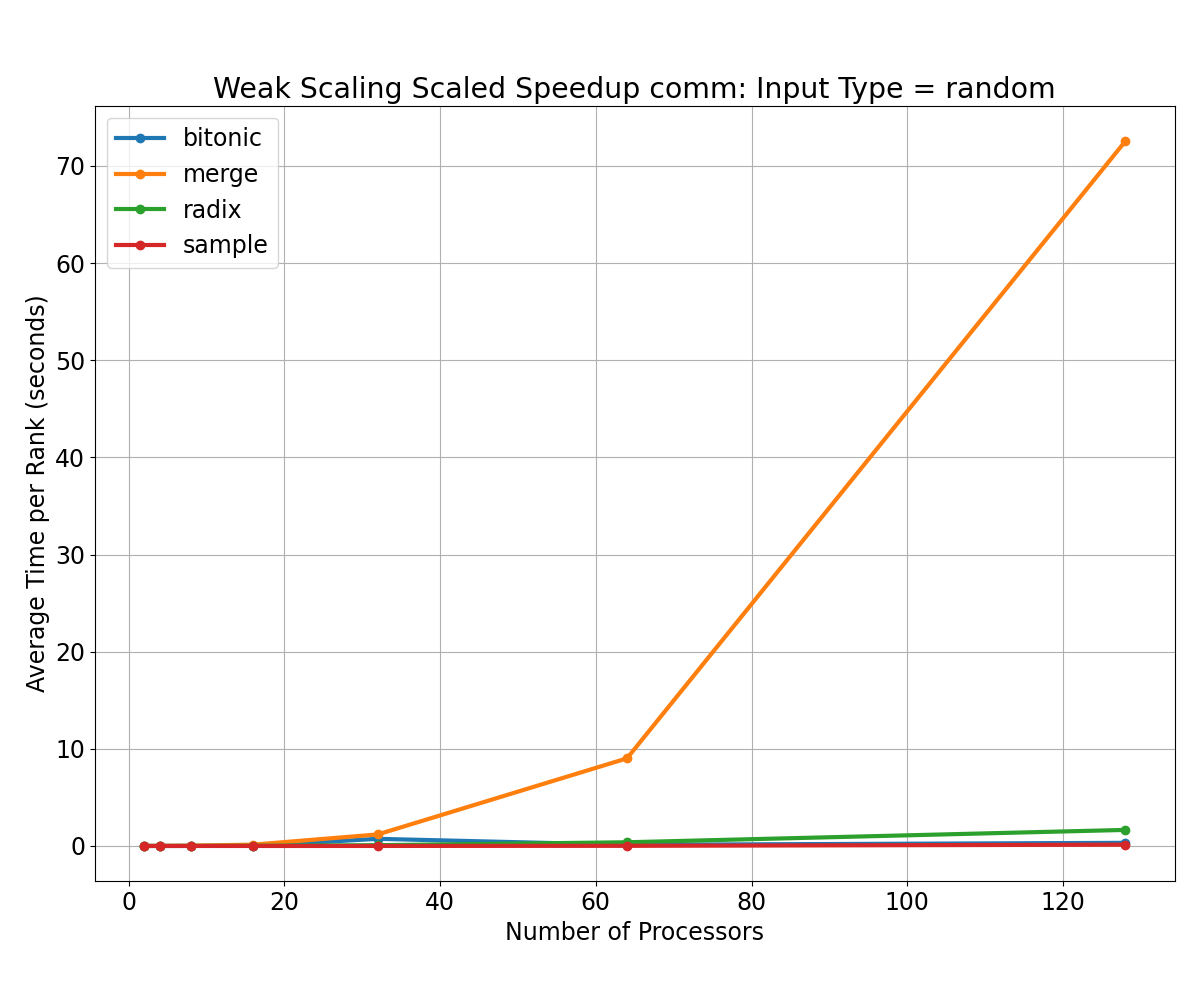 Weak Scaling Scaled Speedup comm: Input Type = random
bitonic
merge
radix
sample
Average Time per Rank (seconds)
70
60
50
40
30
20
10
0
0 20 40 60 80 100 120
Number of Processors